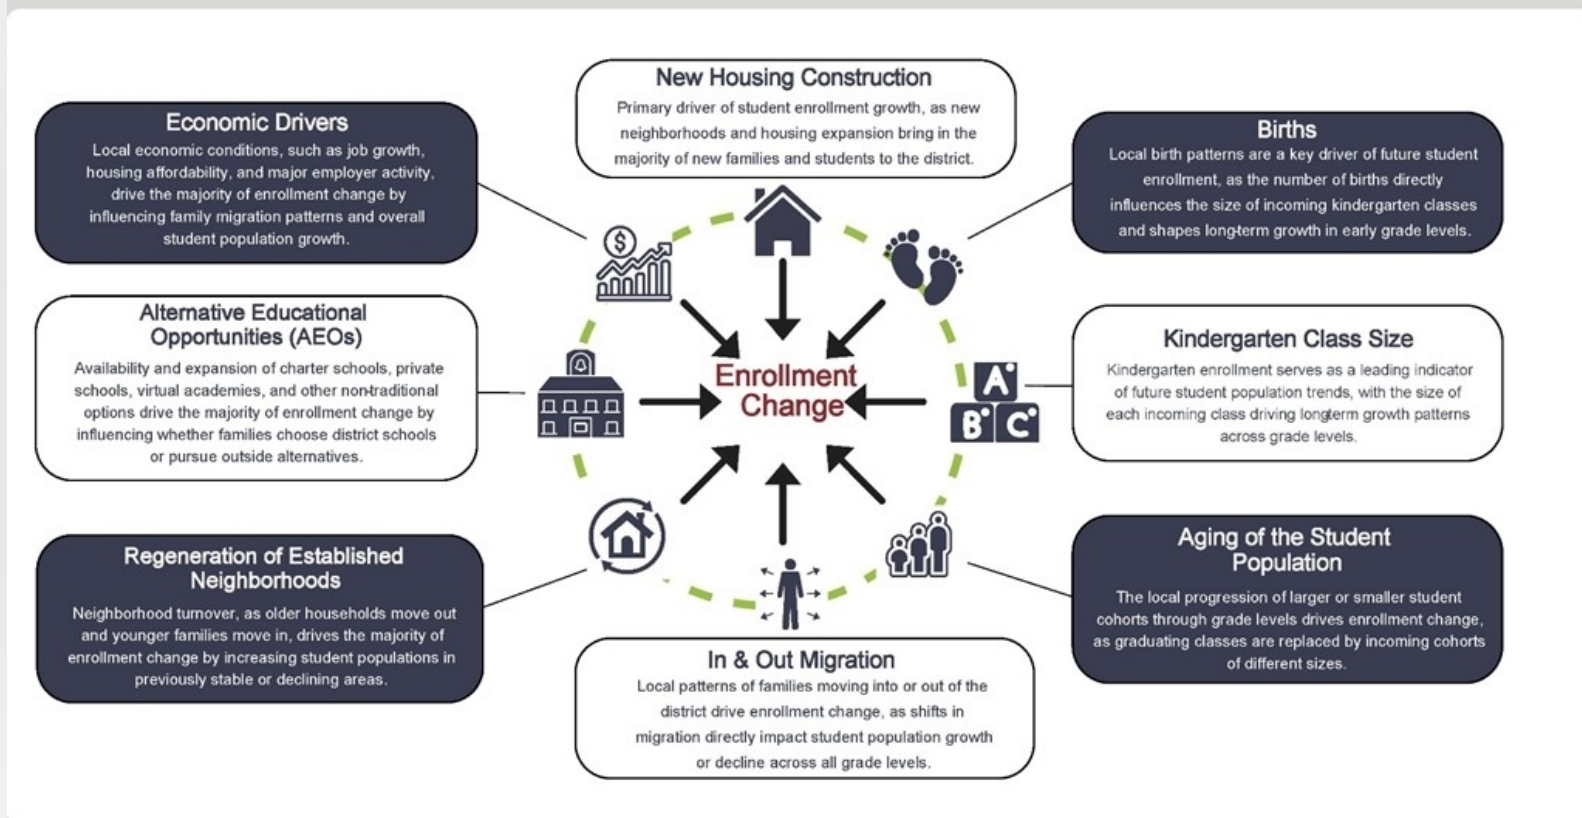 New Housing Construction
Primary driver of student enrollment growth, as new
neighborhoods and housing expansion bring in the
majority of new families and students to the district.
Economic Drivers
Local economic conditions, such as job growth,
housing affordability, and major employer activity,
drive the majority of enrollment change by
influencing family migration patterns and overall
student population growth.
Births
Local birth patterns are a key driver of future student
enrollment, as the number of births directly
influences the size of incoming kindergarten classes
and shapes long-term growth in early grade levels.
$
Alternative Educational
Opportunities (AEOs)
Availability and expansion of charter schools, private
schools, virtual academies, and other non-traditional
options drive the majority of enrollment change by
influencing whether families choose district schools
or pursue outside alternatives.
Enrollment
Change
A
B C
Kindergarten Class Size
Kindergarten enrollment serves as a leading indicator
of future student population trends, with the size of
each incoming class driving longterm growth patterns
across grade levels.
Regeneration of Established
Neighborhoods
Neighborhood turnover, as older households move out
and younger families move in, drives the majority of
enrollment change by increasing student populations in
previously stable or declining areas.
Aging of the Student
Population
The local progression of larger or smaller student
cohorts through grade levels drives enrollment change,
as graduating classes are replaced by incoming cohorts
of different sizes.
In & Out Migration
Local patterns of families moving into or out of the
district drive enrollment change, as shifts in
migration directly impact student population growth
or decline across all grade levels.